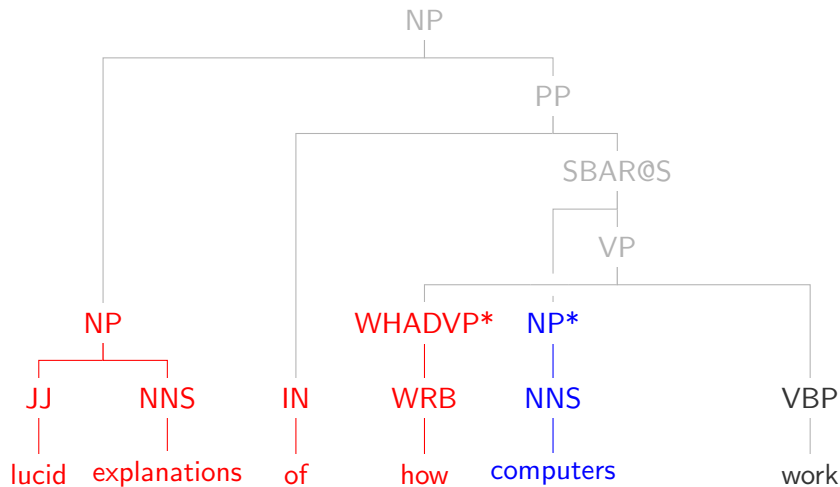 NP
PP
SBAR@S
VP
NP WHADVP* NP*
JJ NNS IN WRB NNS VBP
lucid explanations of how computers work